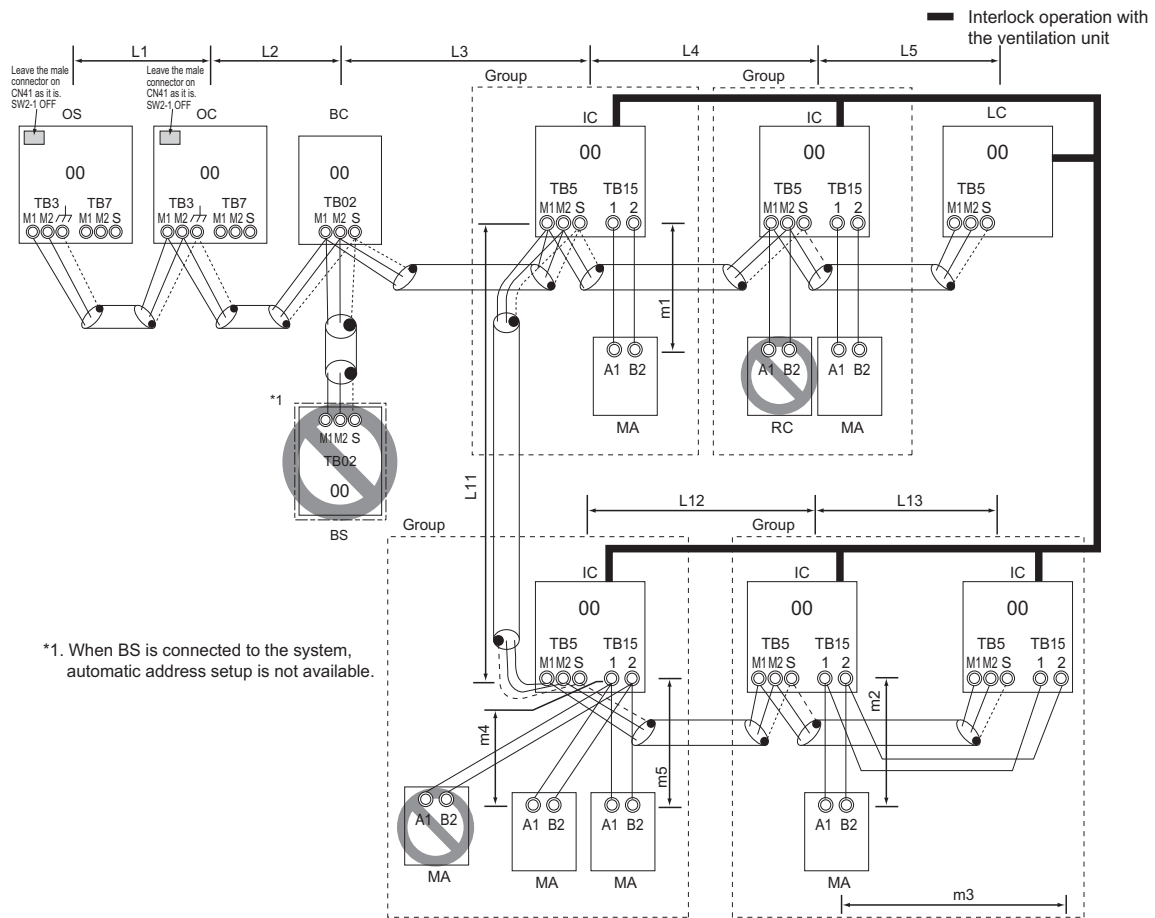 Interlock operation with
the ventilation unit
L1 L2 L3 L4 L5
Leave the male
connector on
CN41 as it is.
SW2-1 OFF
Leave the male
connector on
CN41 as it is.
SW2-1 OFF
Group Group
OS OC BC IC IC LC
00 00 00 00 00 00
TB3 TB7 TB3 TB7 TB02 TB5 TB15 TB5 TB15 TB5
M1 M2 M1 M2 S M1 M2 M1 M2 S M1 M2 S M1 M2 S 1 2 M1 M2 S 1 2 M1 M2 S
m1
A1 B2 A1 B2 A1 B2
MA RC MA
*1
M1 M2 S
TB02
00
BS
L11
L12 L13
Group Group
IC IC IC
00 00 00
TB5 TB15 TB5 TB15 TB5 TB15
M1 M2 S 1 2 M1 M2 S 1 2 M1 M2 S 1 2
*1. When BS is connected to the system,
automatic address setup is not available.
m4 m5 m2
A1 B2 A1 B2 A1 B2 A1 B2
MA MA MA MA
m3